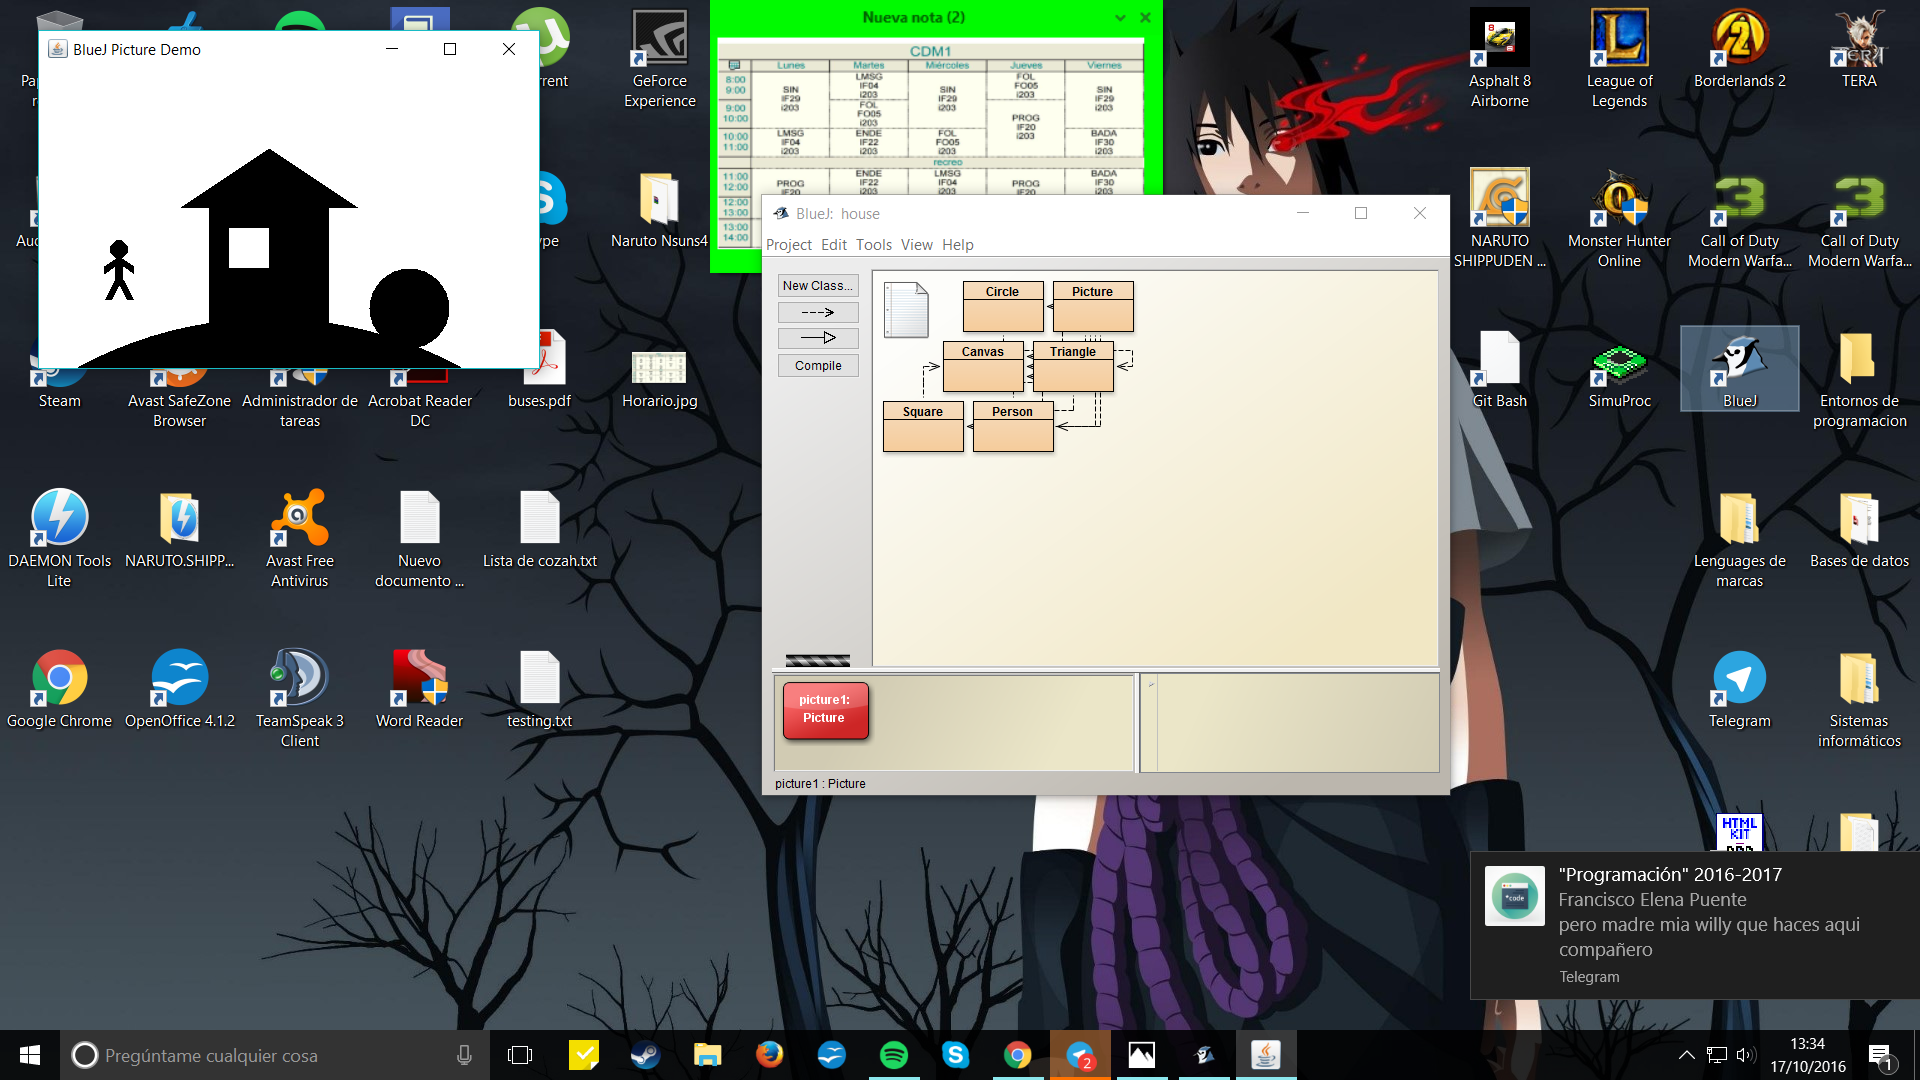 BlueJ Picture Demo
rrent
GeForce
Experience
ype
Naruto Nsuns4
Steam
Avast SafeZone
Browser
Administrador de
tareas
Acrobat Reader
DC
buses.pdf
Horario.jpg
DAEMON Tools
Lite
NARUTO.SHIPP...
Avast Free
Antivirus
Nuevo
documento ...
Lista de cozah.txt
Google Chrome
OpenOffice 4.1.2
TeamSpeak 3
Client
Word Reader
testing.txt
Nueva nota (2)
CDM1
Lunes Martes Miércoles Jueves Viernes
8:00
9:00
SIN
IF29
i203
LMSG
IF04
i203
SIN
IF29
i203
FOL
FO05
i203
SIN
IF29
i203
9:00
10:00
FOL
FO05
i203
PROG
IF20
i203
10:00
11:00
LMSG
IF04
i203
ENDE
IF22
i203
FOL
FO05
i203
BADA
IF30
i203
recreo
11:00
12:00
PROG
IF20
ENDE
IF22
i203
LMSG
IF04
i203
PROG
IF20
BADA
IF30
i203
12:00
13:00
13:00
14:00
BlueJ: house
Project Edit Tools View Help
New Class...
Compile
Circle
Picture
Canvas
Triangle
Square
Person
picture1:
Picture
picture1 : Picture
Asphalt 8
Airborne
League of
Legends
Borderlands 2
TERA
NARUTO
SHIPPUDEN ...
Monster Hunter
Online
Call of Duty
Modern Warfa...
Call of Duty
Modern Warfa...
Git Bash
SimuProc
BlueJ
Entornos de
programacion
Lenguages de
marcas
Bases de datos
Telegram
Sistemas
informáticos
HTML
KIT
"Programación" 2016-2017
Francisco Elena Puente
pero madre mia willy que haces aqui
compañero
Telegram
*code
Pregúntame cualquier cosa
2
13:34
17/10/2016
1